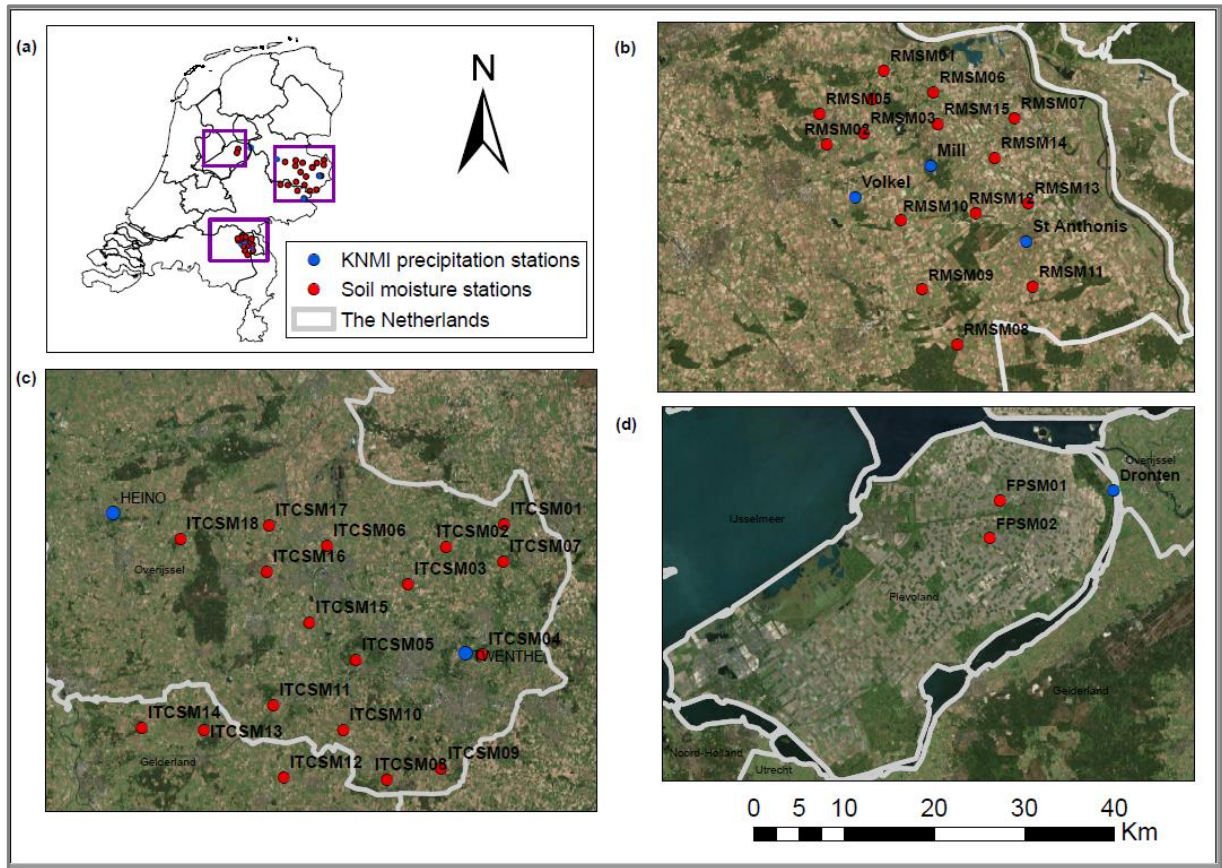 (a)
N
KNMI precipitation stations
Soil moisture stations
The Netherlands
(b)
RMSM01
RMSM06
RMSM05
RMSM03
RMSM15
RMSM07
RMSM02
RMSM14
Mill
Volkel
RMSM13
RMSM12
RMSM10
St Anthonis
RMSM09
RMSM11
RMSM08
(c)
HEINO
ITCSM17
ITCSM01
ITCSM18
ITCSM06
ITCSM02
ITCSM16
ITCSM07
Overijssel
ITCSM03
ITCSM15
ITCSM05
ITCSM04
TWENTHE
ITCSM11
ITCSM14
ITCSM10
ITCSM13
Gelderland
ITCSM12
ITCSM08
ITCSM09
(d)
Overijssel
Dronten
FPSM01
IJsselmeer
FPSM02
Flevoland
Gelderland
Noord-Holland
Utrecht
0 5 10 20 30 40
Km